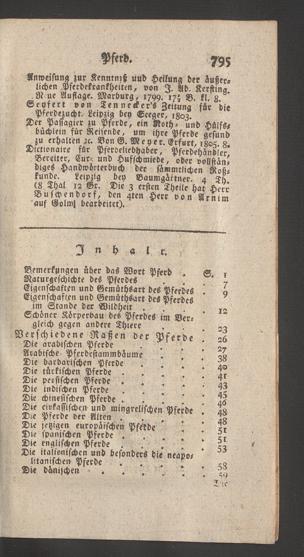 Pferd. 795
Anweisung zur Kenntniß und Heilung der äußer-
lichen Pferdekrankheiten, von J. Ad. Kersting.
N ue Auflage. Marburg, 1799. 17½ B. kl. 8.
Seyfert von Tennecker's Zeitung für die
Pferdezucht. Leipzig bey Seeger, 1803.
Der Passagier zu Pferde, ein Noth- und Hülfs-
büchlein für Reisende, um ihre Pferde gesund
zu erhalten ec. Von G. Meyer. Erfurt, 1805. 8.
Dictionaire für Pferdeliebhaber, Pferdehändler,
Bereiter, Cur- und Hufschmiede, oder vollstän-
diges Handwörterbuch der sämmtlichen Roß-
kunde. Leipzig bey Baumgärtner. 4 Th.
(8 Thal 12 Gr. Die 3 ersten Theile hat Herr
Buschendorf, den 4ten Herr von Arnim
auf Golmz bearbeitet).
Inhalt.
Bemerkungen über das Wort Pferd . S. 1
Naturgeschichte des Pferdes . 7
Eigenschaften und Gemüthsart des Pferdes . 9
Eigenschaften und Gemüthsart des Pferdes
im Stande der Wildheit . 12
Schöner Körperbau des Pferdes im Ver-
gleich gegen andere Thiere . 23
Verschiedene Raßen der Pferde . 26
Die arabischen Pferde . 27
Arabische Pferdestammbäume . 38
Die barbarischen Pferde . 40
Die türkischen Pferde . 41
Die persischen Pferde . 43
Die indischen Pferde . 45
Die chinesischen Pferde . 46
Die cirkassischen und mingrelischen Pferde . 48
Die Pferde der Alten . 48
Die jetzigen europäischen Pferde . 51
Die spanischen Pferde . 51
Die englischen Pferde . 53
Die italienischen und besonders die neapo-
litanischen Pferde . 58
Die dänischen . 59
Die